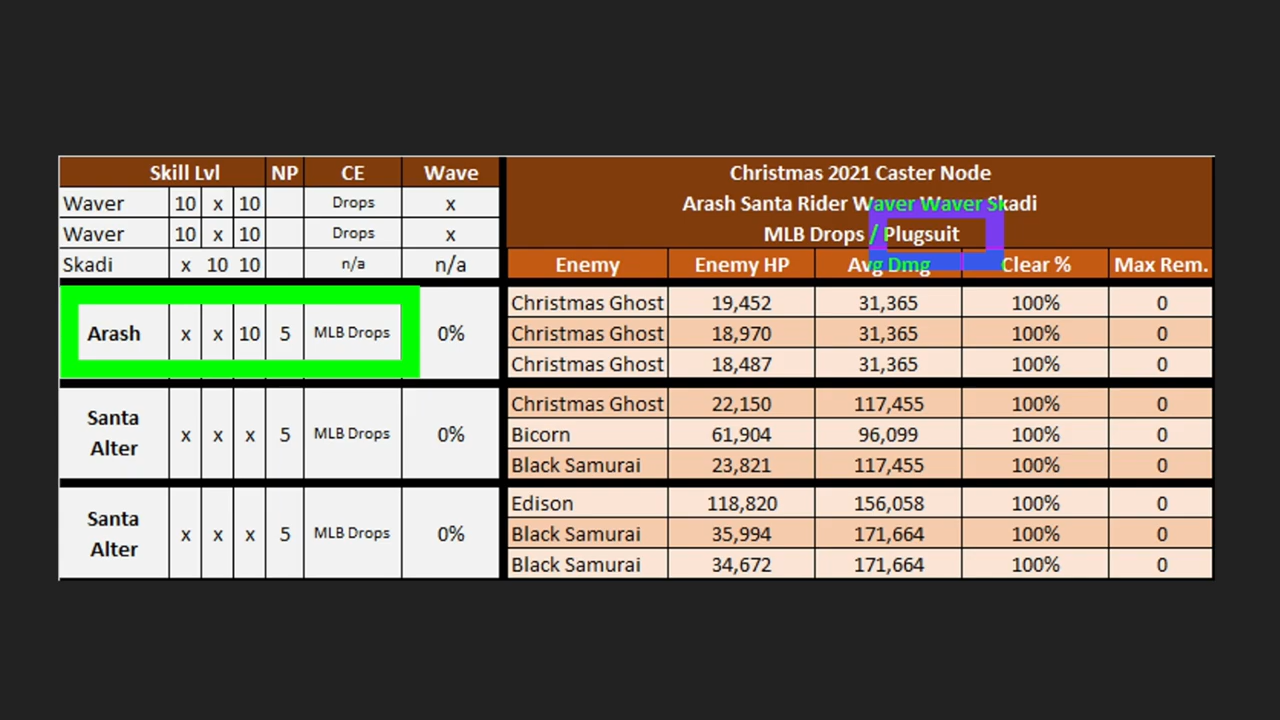 Skill Lvl NP CE Wave
Waver 10 x 10 Drops x
Waver 10 x 10 Drops x
Skadi x 10 10 n/a n/a
Arash x x 10 5 MLB Drops 0%
Santa Alter x x x 5 MLB Drops 0%
Santa Alter x x x 5 MLB Drops 0%
Christmas 2021 Caster Node
Arash Santa Rider Waver Waver Skadi
MLB Drops / Plugsuit
Enemy Enemy HP Avg Dmg Clear % Max Rem.
Christmas Ghost 19,452 31,365 100% 0
Christmas Ghost 18,970 31,365 100% 0
Christmas Ghost 18,487 31,365 100% 0
Christmas Ghost 22,150 117,455 100% 0
Bicorn 61,904 96,099 100% 0
Black Samurai 23,821 117,455 100% 0
Edison 118,820 156,058 100% 0
Black Samurai 35,994 171,664 100% 0
Black Samurai 34,672 171,664 100% 0